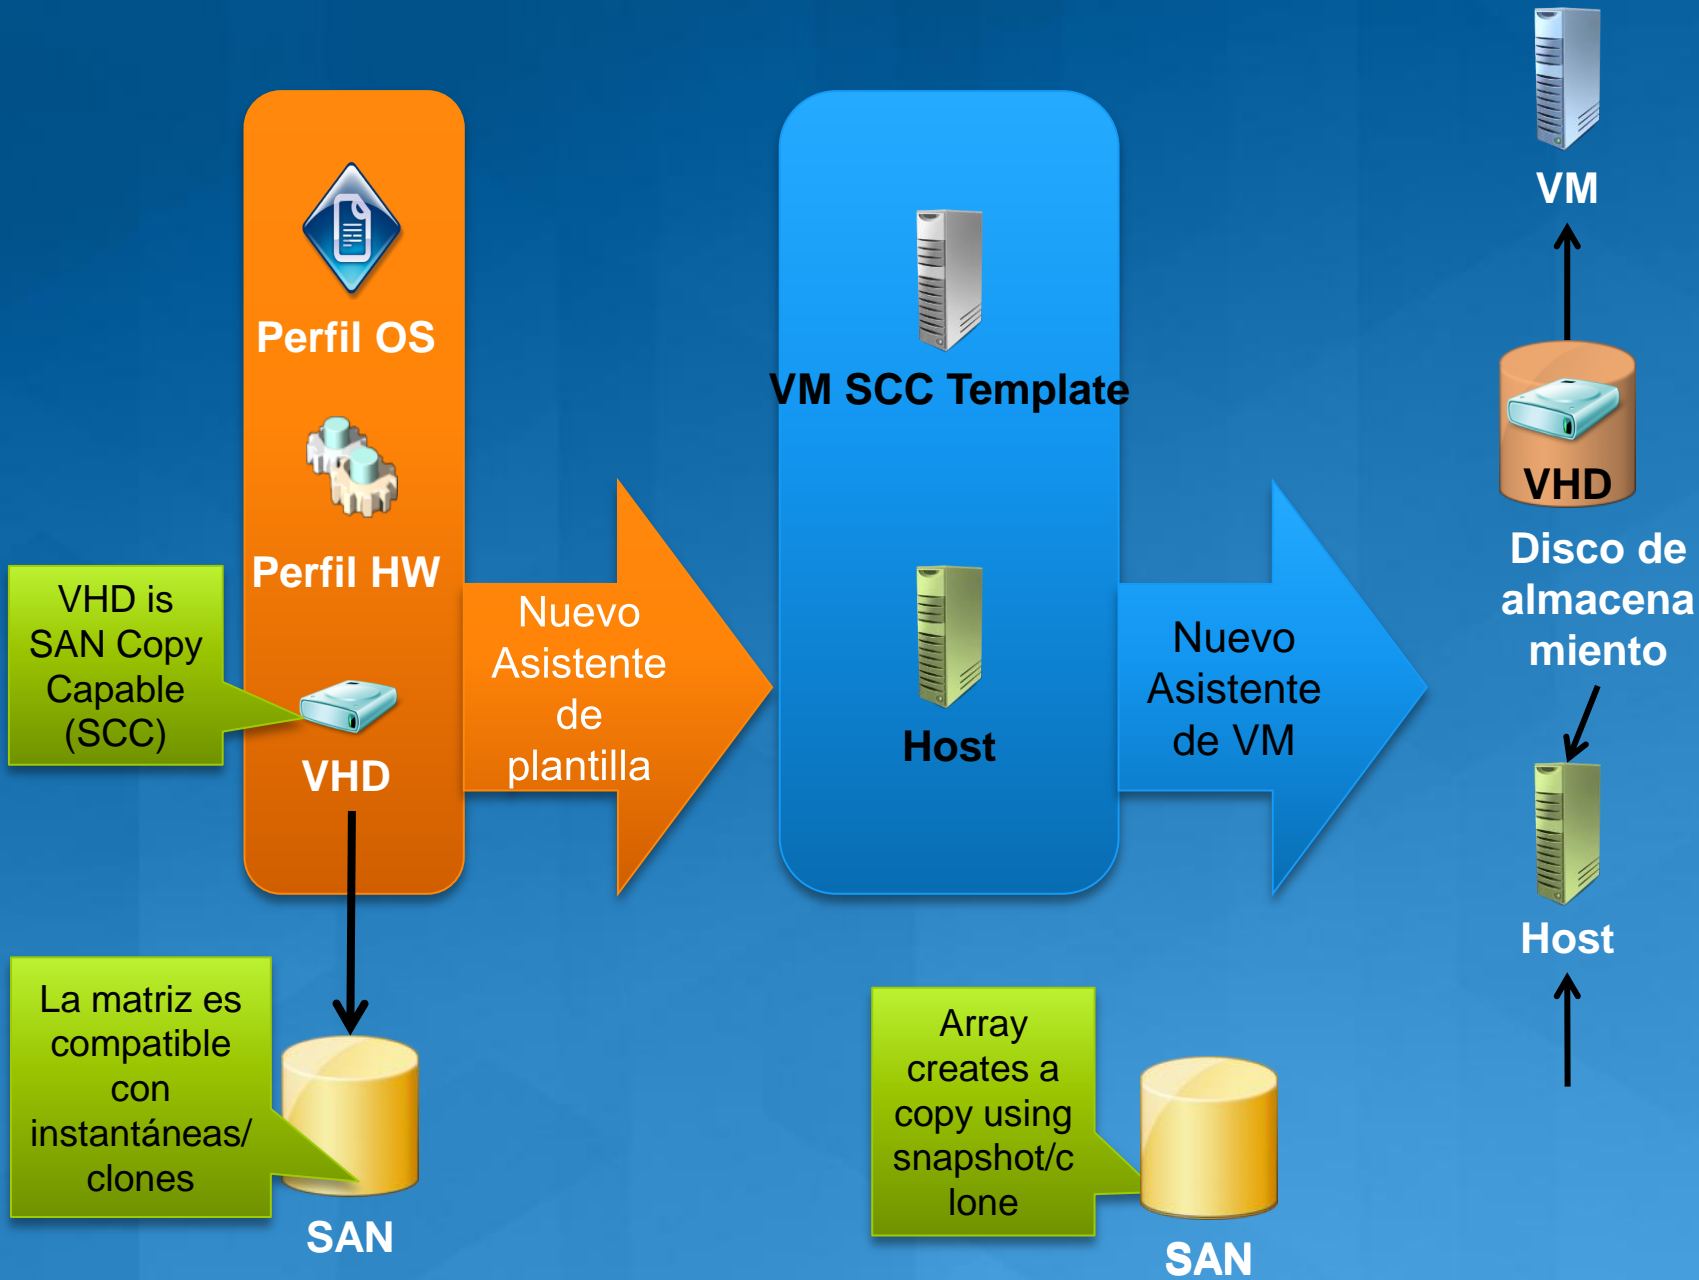 Perfil OS
Perfil HW
VHD is
SAN Copy
Capable
(SCC)
VHD
La matriz es
compatible
con
instantáneas/
clones
SAN
Nuevo
Asistente
de
plantilla
VM SCC Template
Host
Nuevo
Asistente
de VM
Array
creates a
copy using
snapshot/c
lone
SAN
VM
VHD
Disco de
almacena
miento
Host